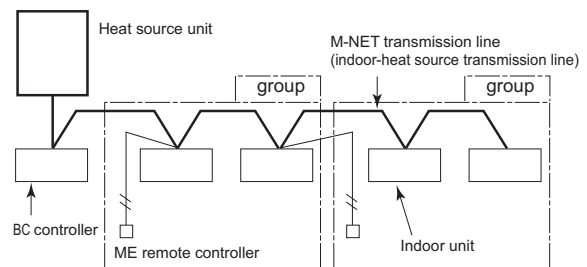 Heat source unit
M-NET transmission line
(indoor-heat source transmission line)
group
group
BC controller
ME remote controller
Indoor unit